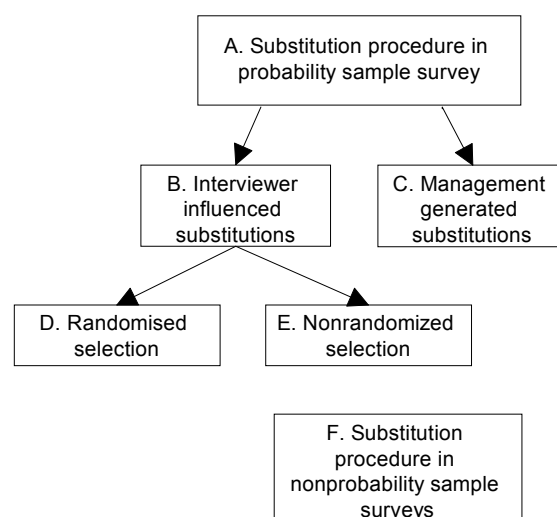 A. Substitution procedure in
probability sample survey
B. Interviewer
influenced
substitutions
C. Management
generated
substitutions
D. Randomised
selection
E. Nonrandomized
selection
F. Substitution
procedure in
nonprobability sample
surveys